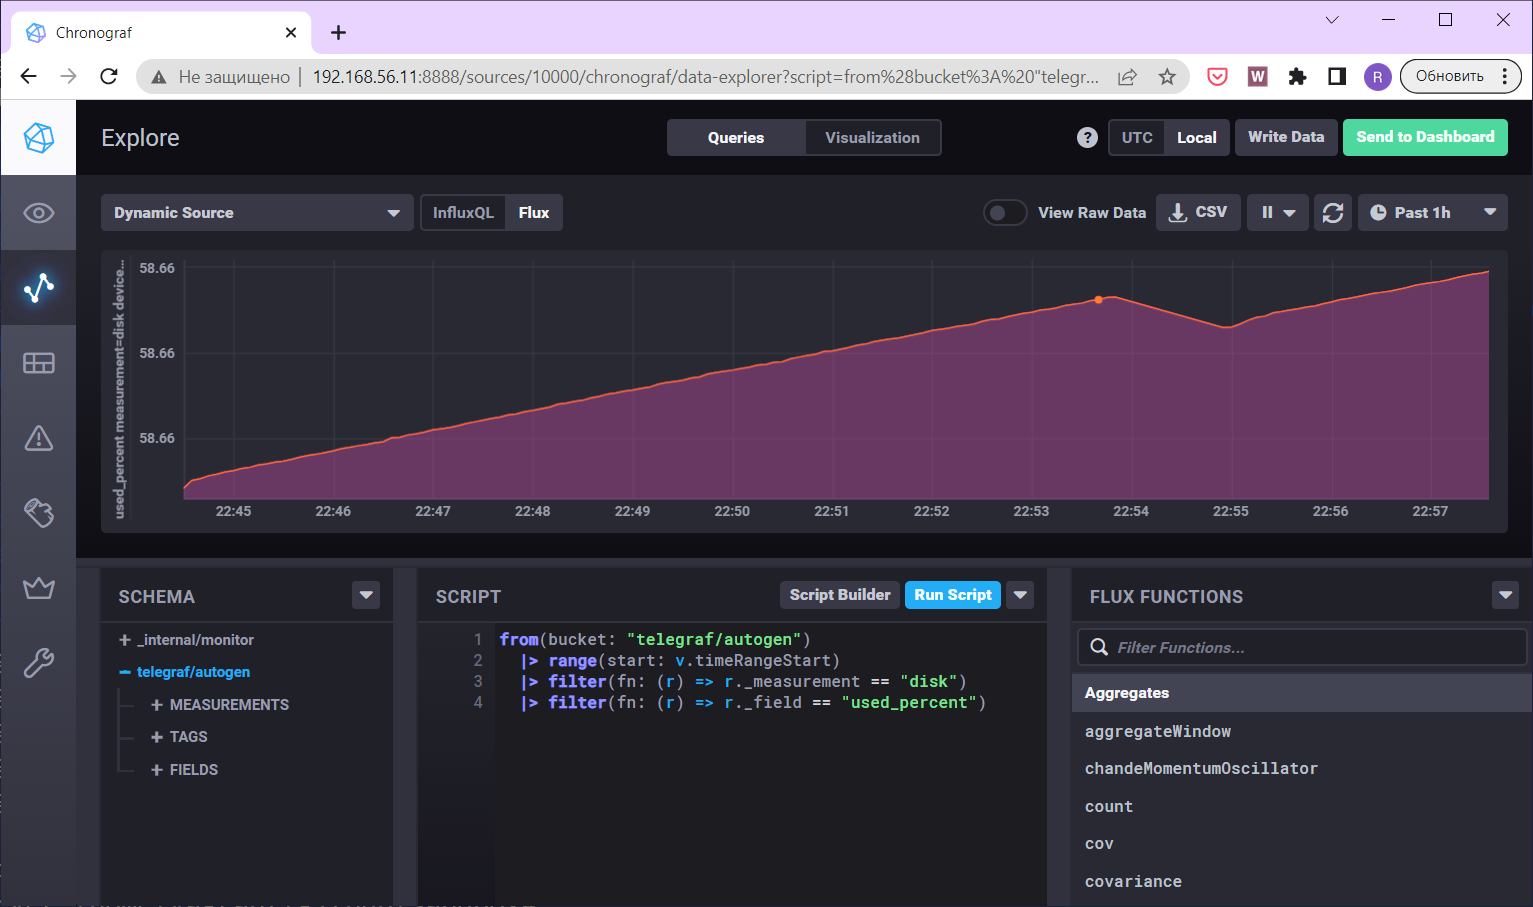 Chronograf
Не защищено
192.168.56.11:8888/sources/10000/chronograf/data-explorer?script=from%28bucket%3A%20"telegr...
W
R
Обновить
Explore
Queries
Visualization
?
UTC
Local
Write Data
Send to Dashboard
Dynamic Source
InfluxQL
Flux
View Raw Data
CSV
Past 1h
used_percent measurement=disk device...
58.66
58.66
58.66
22:45 22:46 22:47 22:48 22:49 22:50 22:51 22:52 22:53 22:54 22:55 22:56 22:57
SCHEMA
_internal/monitor
telegraf/autogen
MEASUREMENTS
TAGS
FIELDS
SCRIPT
Script Builder
Run Script
1 from(bucket: "telegraf/autogen")
2 |> range(start: v.timeRangeStart)
3 |> filter(fn: (r) => r._measurement == "disk")
4 |> filter(fn: (r) => r._field == "used_percent")
FLUX FUNCTIONS
Filter Functions...
Aggregates
aggregateWindow
chandeMomentumOscillator
count
cov
covariance